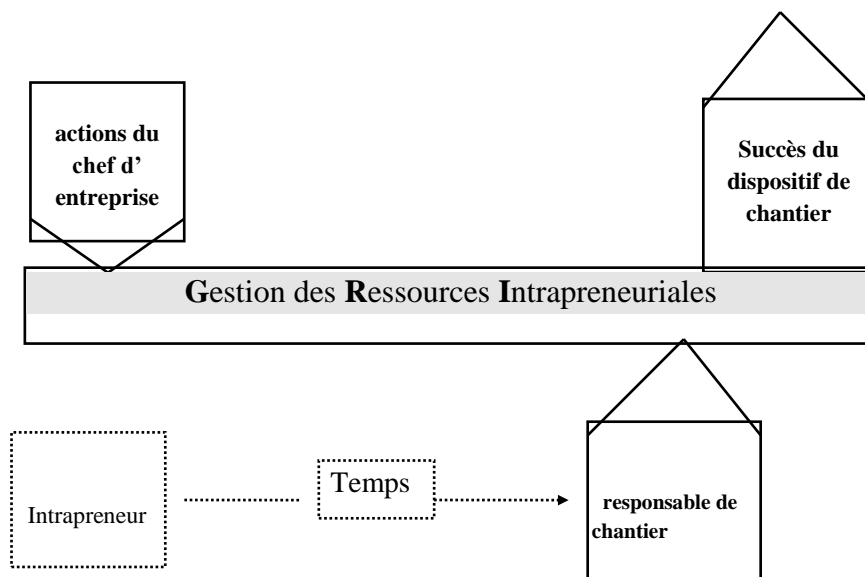 actions du
chef d’
entreprise
Succès du
dispositif de
chantier
Gestion des Ressources Intrapreneuriales
Intrapreneur
Temps
responsable de
chantier